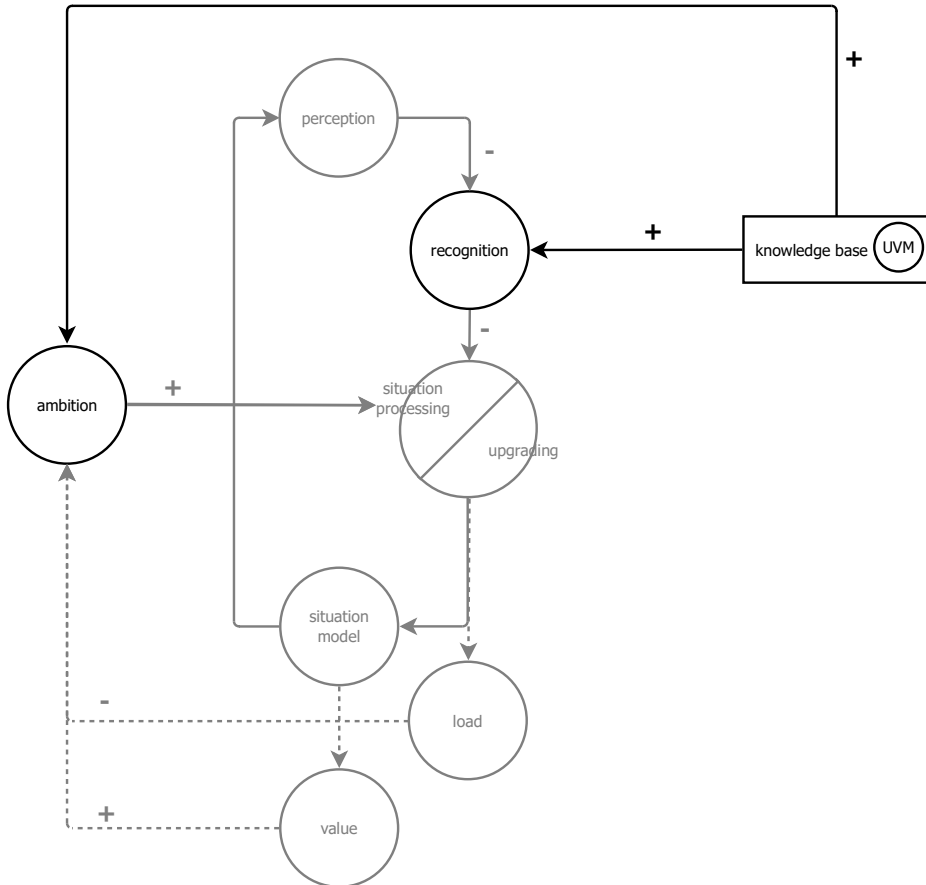 +
perception
-
+
recognition
knowledge base
UVM
-
+
situation
processing
ambition
upgrading
situation
model
-
load
+
value